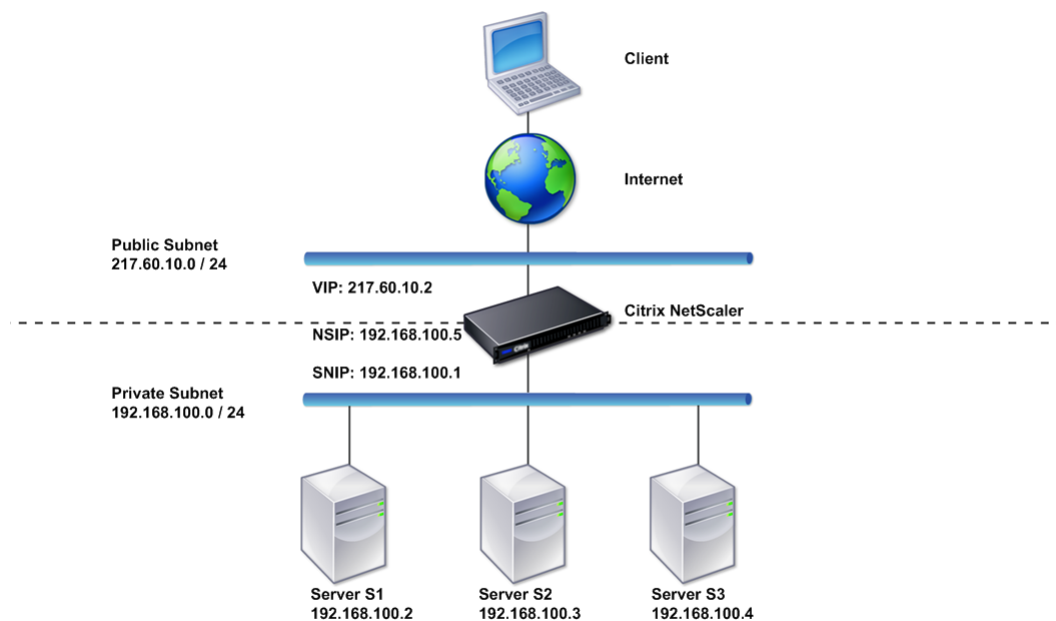 Client
Internet
Public Subnet
217.60.10.0 / 24
VIP: 217.60.10.2
Citrix NetScaler
NSIP: 192.168.100.5
SNIP: 192.168.100.1
Private Subnet
192.168.100.0 / 24
Server S1
192.168.100.2
Server S2
192.168.100.3
Server S3
192.168.100.4